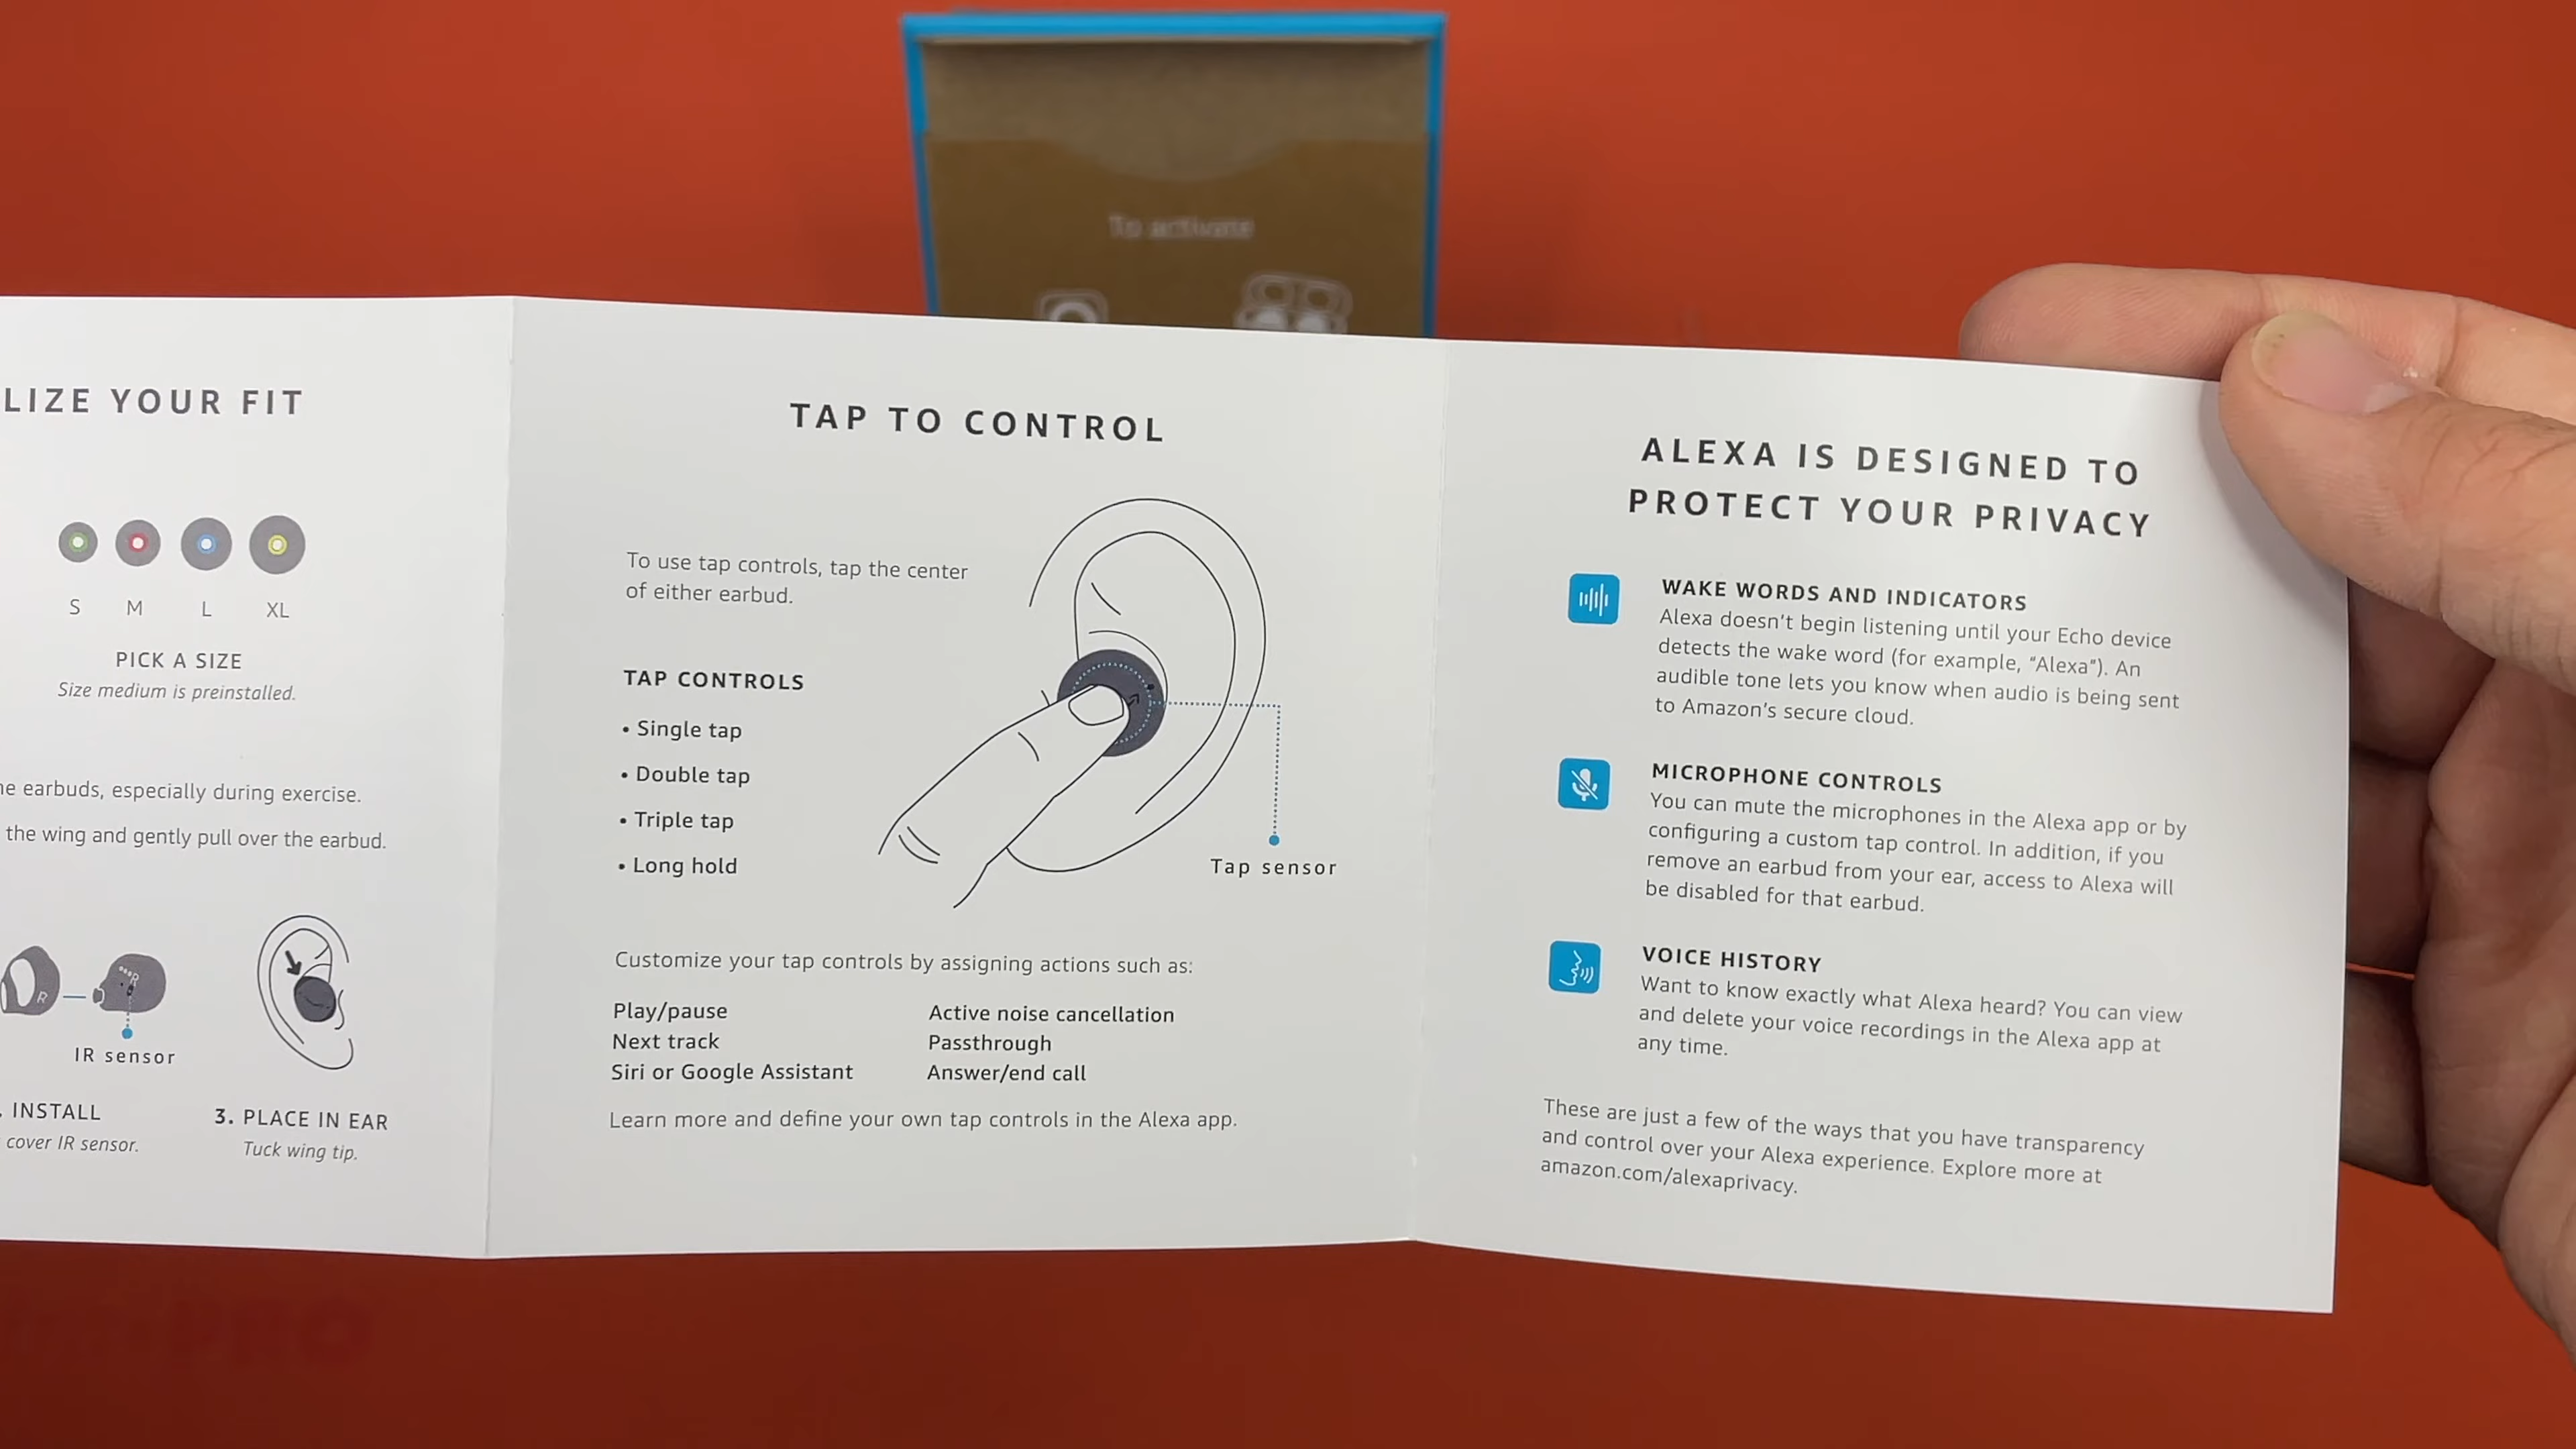 To activate
LIZE YOUR FIT
S M L XL
PICK A SIZE
Size medium is preinstalled.
earbuds, especially during exercise.
the wing and gently pull over the earbud.
R
R
IR sensor
INSTALL
cover IR sensor.
3. PLACE IN EAR
Tuck wing tip.
TAP TO CONTROL
To use tap controls, tap the center
of either earbud.
TAP CONTROLS
• Single tap
• Double tap
• Triple tap
• Long hold
Tap sensor
Customize your tap controls by assigning actions such as:
Play/pause
Next track
Siri or Google Assistant
Active noise cancellation
Passthrough
Answer/end call
Learn more and define your own tap controls in the Alexa app.
ALEXA IS DESIGNED TO
PROTECT YOUR PRIVACY
WAKE WORDS AND INDICATORS
Alexa doesn't begin listening until your Echo device
detects the wake word (for example, "Alexa"). An
audible tone lets you know when audio is being sent
to Amazon's secure cloud.
MICROPHONE CONTROLS
You can mute the microphones in the Alexa app or by
configuring a custom tap control. In addition, if you
remove an earbud from your ear, access to Alexa will
be disabled for that earbud.
VOICE HISTORY
Want to know exactly what Alexa heard? You can view
and delete your voice recordings in the Alexa app at
any time.
These are just a few of the ways that you have transparency
and control over your Alexa experience. Explore more at
amazon.com/alexaprivacy.